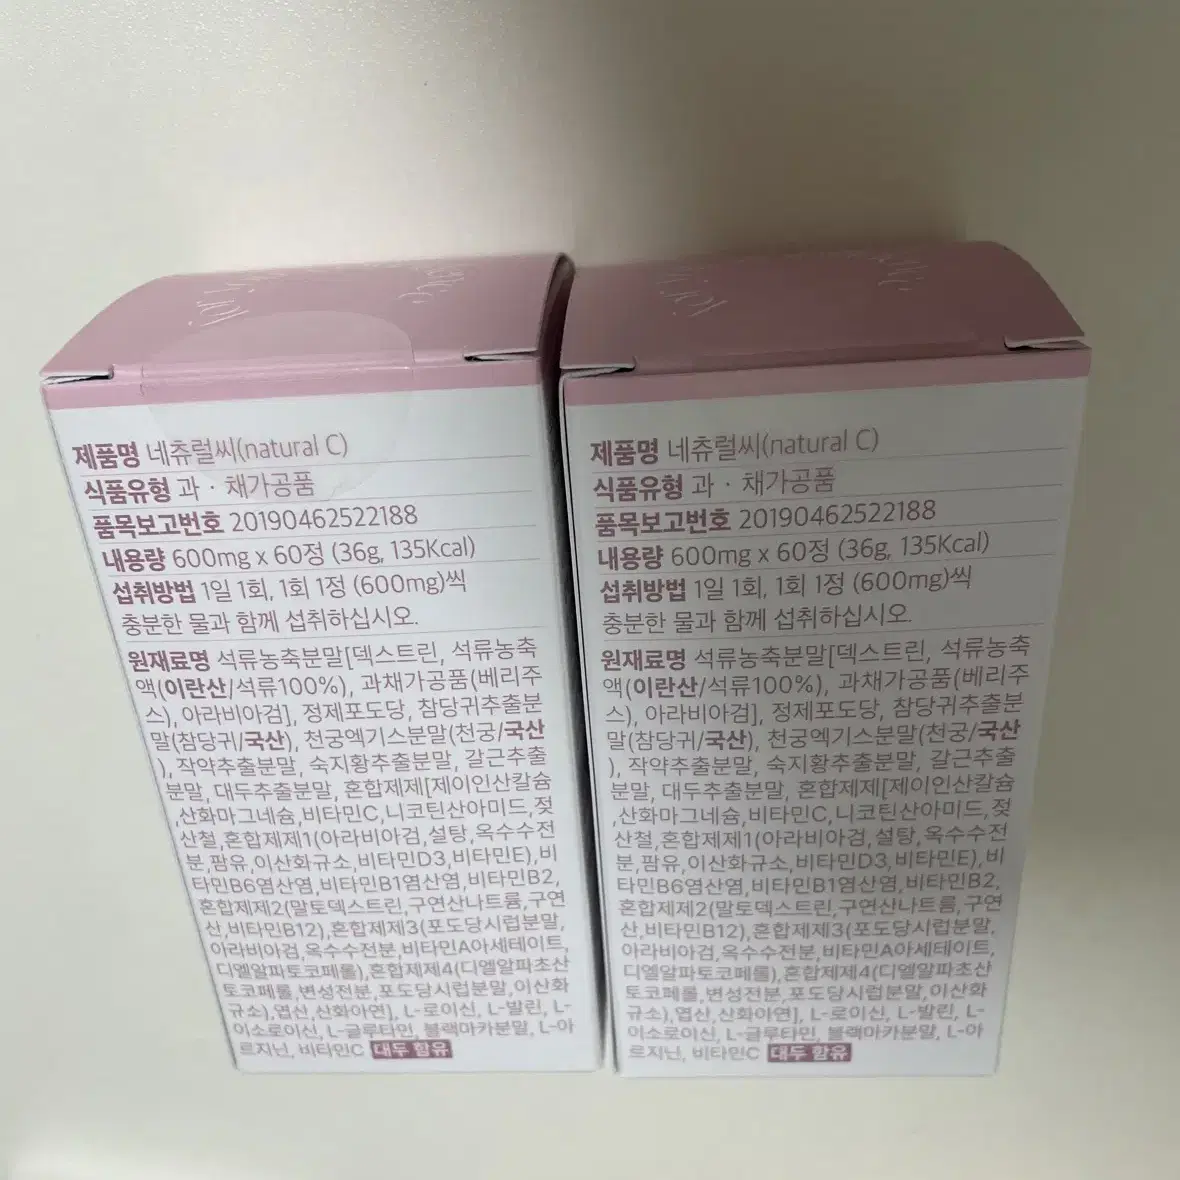 제품명 네츄럴씨(natural C)
식품유형 과 · 채가공품
품목보고번호 20190462522188
내용량 600mg x 60정 (36g, 135Kcal)
섭취방법 1일 1회, 1회 1정 (600mg)씩
충분한 물과 함께 섭취하십시오.
원재료명 석류농축분말[덱스트린, 석류농축
액(이란산/석류100%), 과채가공품(베리주
스), 아라비아검], 정제포도당, 참당귀추출분
말(참당귀/국산), 천궁엑기스분말(천궁/국산
), 작약추출분말, 숙지황추출분말, 갈근추출
분말, 대두추출분말, 혼합제제[제이인산칼슘
,산화마그네슘,비타민C,니코틴산아미드,젖
산철,혼합제제1(아라비아검,설탕,옥수수전
분,팜유,이산화규소,비타민D3,비타민E),비
타민B6염산염,비타민B1염산염,비타민B2,
혼합제제2(말토덱스트린,구연산나트륨,구연
산,비타민B12),혼합제제3(포도당시럽분말,
아라비아검,옥수수전분,비타민A아세테이트,
디엘알파토코페롤),혼합제제4(디엘알파초산
토코페롤,변성전분,포도당시럽분말,이산화
규소),엽산,산화아연], L-로이신, L-발린, L-
이소로이신, L-글루타민, 블랙마카분말, L-아
르지닌, 비타민C 대두 함유
제품명 네츄럴씨(natural C)
식품유형 과 · 채가공품
품목보고번호 20190462522188
내용량 600mg x 60정 (36g, 135Kcal)
섭취방법 1일 1회, 1회 1정 (600mg)씩
충분한 물과 함께 섭취하십시오.
원재료명 석류농축분말[덱스트린, 석류농축
액(이란산/석류100%), 과채가공품(베리주
스), 아라비아검], 정제포도당, 참당귀추출분
말(참당귀/국산), 천궁엑기스분말(천궁/국산
), 작약추출분말, 숙지황추출분말, 갈근추출
분말, 대두추출분말, 혼합제제[제이인산칼슘
,산화마그네슘,비타민C,니코틴산아미드,젖
산철,혼합제제1(아라비아검,설탕,옥수수전
분,팜유,이산화규소,비타민D3,비타민E),비
타민B6염산염,비타민B1염산염,비타민B2,
혼합제제2(말토덱스트린,구연산나트륨,구연
산,비타민B12),혼합제제3(포도당시럽분말,
아라비아검,옥수수전분,비타민A아세테이트,
디엘알파토코페롤),혼합제제4(디엘알파초산
토코페롤,변성전분,포도당시럽분말,이산화
규소),엽산,산화아연], L-로이신, L-발린, L-
이소로이신, L-글루타민, 블랙마카분말, L-아
르지닌, 비타민C 대두 함유